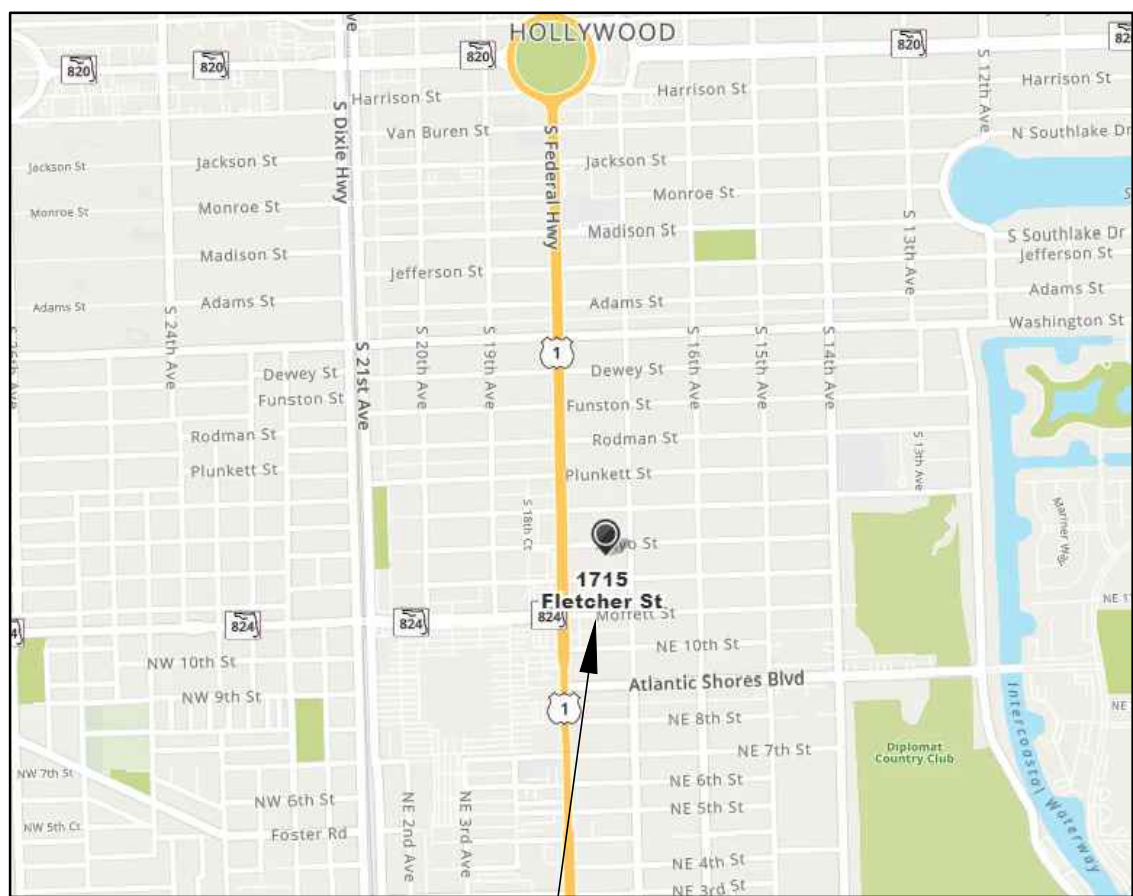 HOLLYWOOD
820
820
820
820
820
S Dixie Hwy
S Federal Hwy
S 12th Ave
Harrison St
Harrison St
Harrison St
Van Buren St
N Southlake Dr
Jackson St
Jackson St
Jackson St
Monroe St
Monroe St
Monroe St
S 13th Ave
Madison St
Madison St
S Southlake Dr
Jefferson St
Jefferson St
Adams St
Adams St
Adams St
Adams St
Washington St
S 24th Ave
S 21st Ave
S 20th Ave
S 19th Ave
S 16th Ave
S 15th Ave
S 14th Ave
1
Dewey St
Dewey St
Funston St
Funston St
Rodman St
Rodman St
S 13th Ave
Plunkett St
Plunkett St
S 18th Ct
1715
Fletcher St
824
824
824
Moffett St
NE 10th St
NW 10th St
Atlantic Shores Blvd
NW 9th St
1
NE 8th St
NE 7th St
Diplomat
Country Club
Intercoastal Waterway
NW 7th St
NE 6th St
NW 6th St
NE 5th St
NW 5th Ct
Foster Rd
NE 2nd Ave
NE 3rd Ave
NE 4th St
NE 3rd St